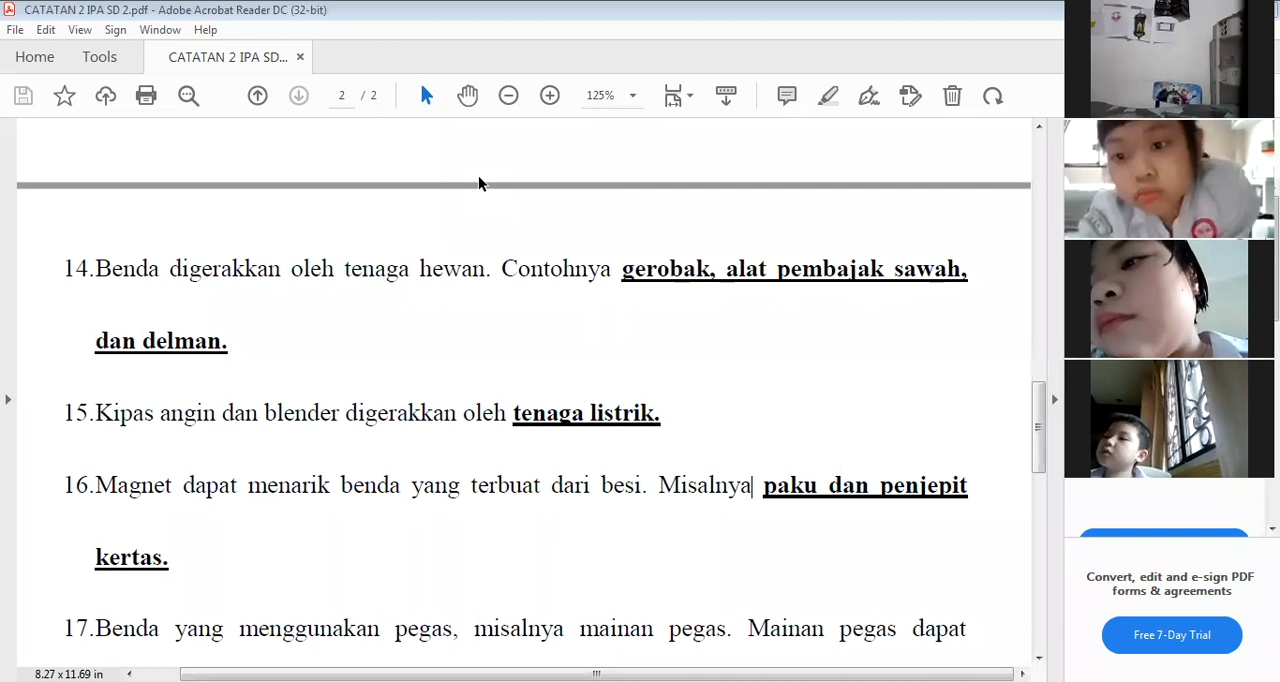 CATATAN 2 IPA SD 2.pdf - Adobe Acrobat Reader DC (32-bit)
File Edit View Sign Window Help
Home Tools CATATAN 2 IPA SD... ×
2 / 2 125%
14.Benda digerakkan oleh tenaga hewan. Contohnya gerobak, alat pembajak sawah,
dan delman.
15.Kipas angin dan blender digerakkan oleh tenaga listrik.
16.Magnet dapat menarik benda yang terbuat dari besi. Misalnya paku dan penjepit
kertas.
17.Benda yang menggunakan pegas, misalnya mainan pegas. Mainan pegas dapat
8.27 x 11.69 in
Convert, edit and e-sign PDF
forms & agreements
Free 7-Day Trial